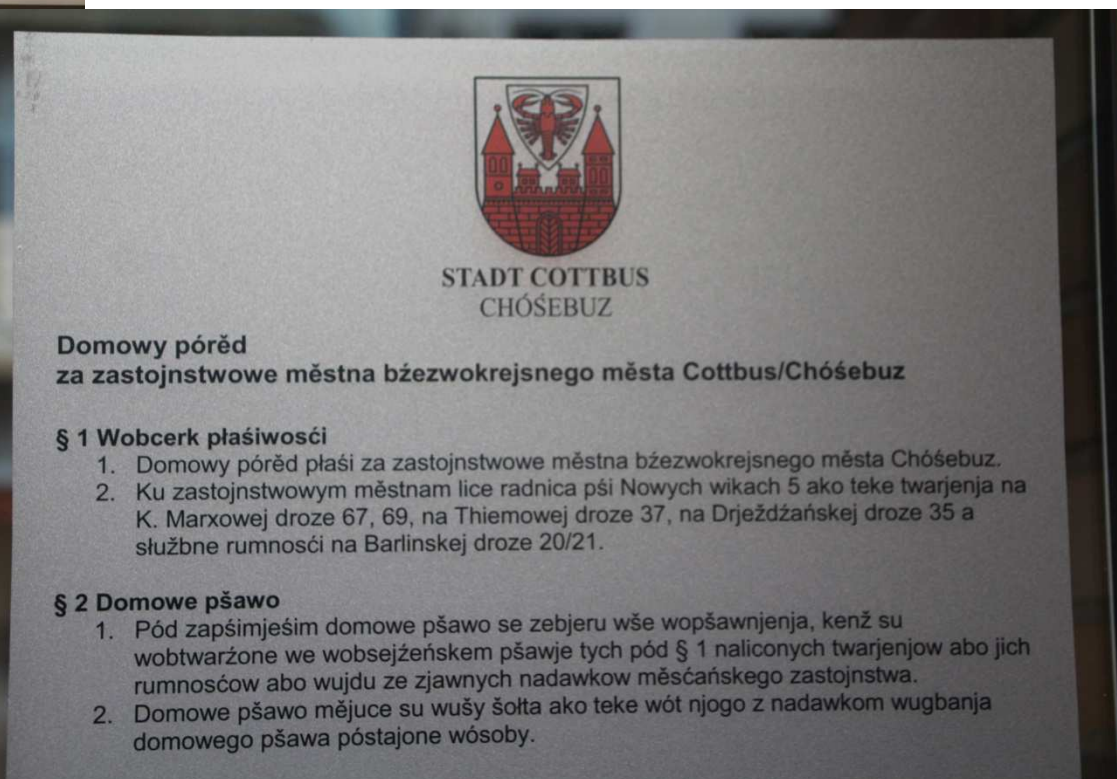 STADT COTTBUS
CHÓŚEBUZ
Domowy pórěd
za zastojnstwowe městna bźezwokrejsnego města Cottbus/Chóśebuz
§ 1 Wobcerk płaśiwosći
1. Domowy pórěd płaśi za zastojnstwowe městna bźezwokrejsnego města Chóśebuz.
2. Ku zastojnstwowym městnam lice radnica pśi Nowych wikach 5 ako teke twarjenja na
K. Marxowej droze 67, 69, na Thiemowej droze 37, na Drježdźańskej droze 35 a
słužbne rumnosći na Barlinskej droze 20/21.
§ 2 Domowe pšawo
1. Pód zapśimjeśim domowe pšawo se zebjeru wše wopšawnjenja, kenž su
wobtwarźone we wobsejźeńskem pšawje tych pód § 1 naliconych twarjenjow abo jich
rumnosćow abo wujdu ze zjawnych nadawkow měsćańskego zastojnstwa.
2. Domowe pšawo mějuce su wušy šołta ako teke wót njogo z nadawkom wugbanja
domowego pšawa póstajone wósoby.